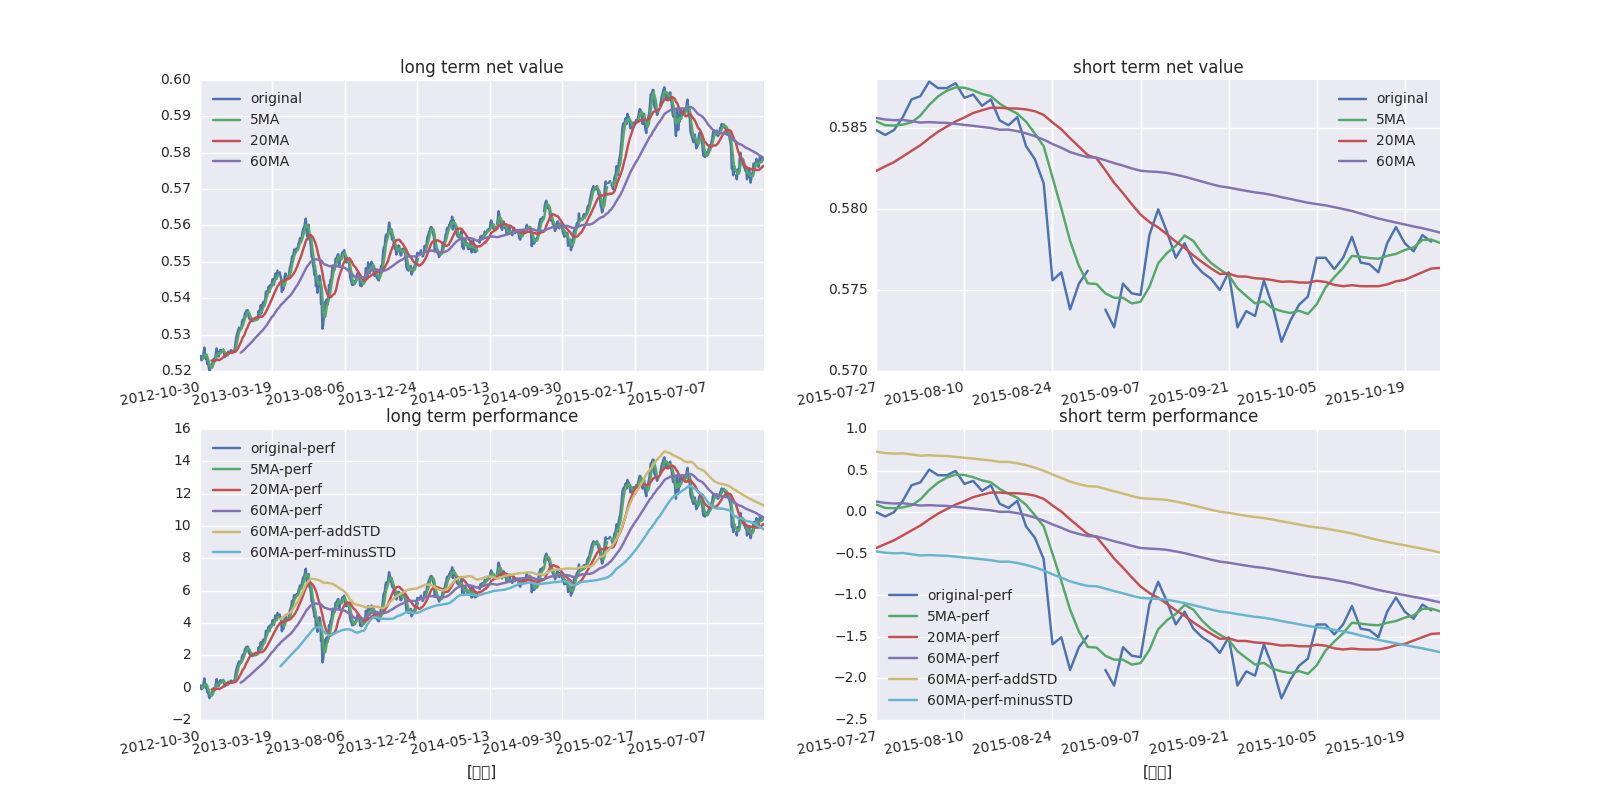 long term net value
0.60
0.59
0.58
0.57
0.56
0.55
0.54
0.53
0.52
original
5MA
20MA
60MA
2012-10-30
2013-03-19
2013-08-06
2013-12-24
2014-05-13
2014-09-30
2015-02-17
2015-07-07
short term net value
0.585
0.580
0.575
0.570
original
5MA
20MA
60MA
2015-07-27
2015-08-10
2015-08-24
2015-09-07
2015-09-21
2015-10-05
2015-10-19
long term performance
16
14
12
10
8
6
4
2
0
−2
original-perf
5MA-perf
20MA-perf
60MA-perf
60MA-perf-addSTD
60MA-perf-minusSTD
2012-10-30
2013-03-19
2013-08-06
2013-12-24
2014-05-13
2014-09-30
2015-02-17
2015-07-07
short term performance
1.0
0.5
0.0
−0.5
−1.0
−1.5
−2.0
−2.5
original-perf
5MA-perf
20MA-perf
60MA-perf
60MA-perf-addSTD
60MA-perf-minusSTD
2015-07-27
2015-08-10
2015-08-24
2015-09-07
2015-09-21
2015-10-05
2015-10-19